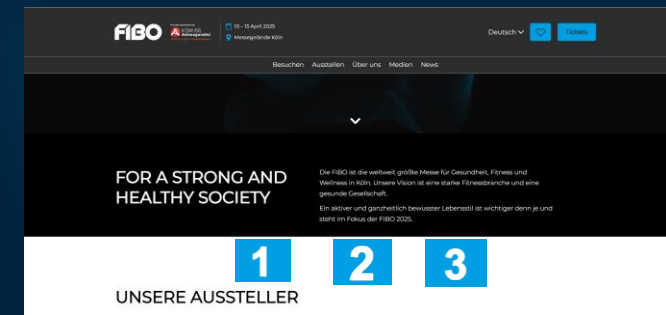 FIBO
KSM-66
Ashwagandha
10 – 13 April 2025
Messegelände Köln
Deutsch
Tickets
Besuchen Ausstellen Über uns Medien News
FOR A STRONG AND
HEALTHY SOCIETY
Die FIBO ist die weltweit größte Messe für Gesundheit, Fitness und
Wellness in Köln. Unsere Vision ist eine starke Fitnessbranche und eine
gesunde Gesellschaft.
Ein aktiver und ganzheitlich bewusster Lebensstil ist wichtiger denn je und
steht im Fokus der FIBO 2025.
1 2 3
UNSERE AUSSTELLER